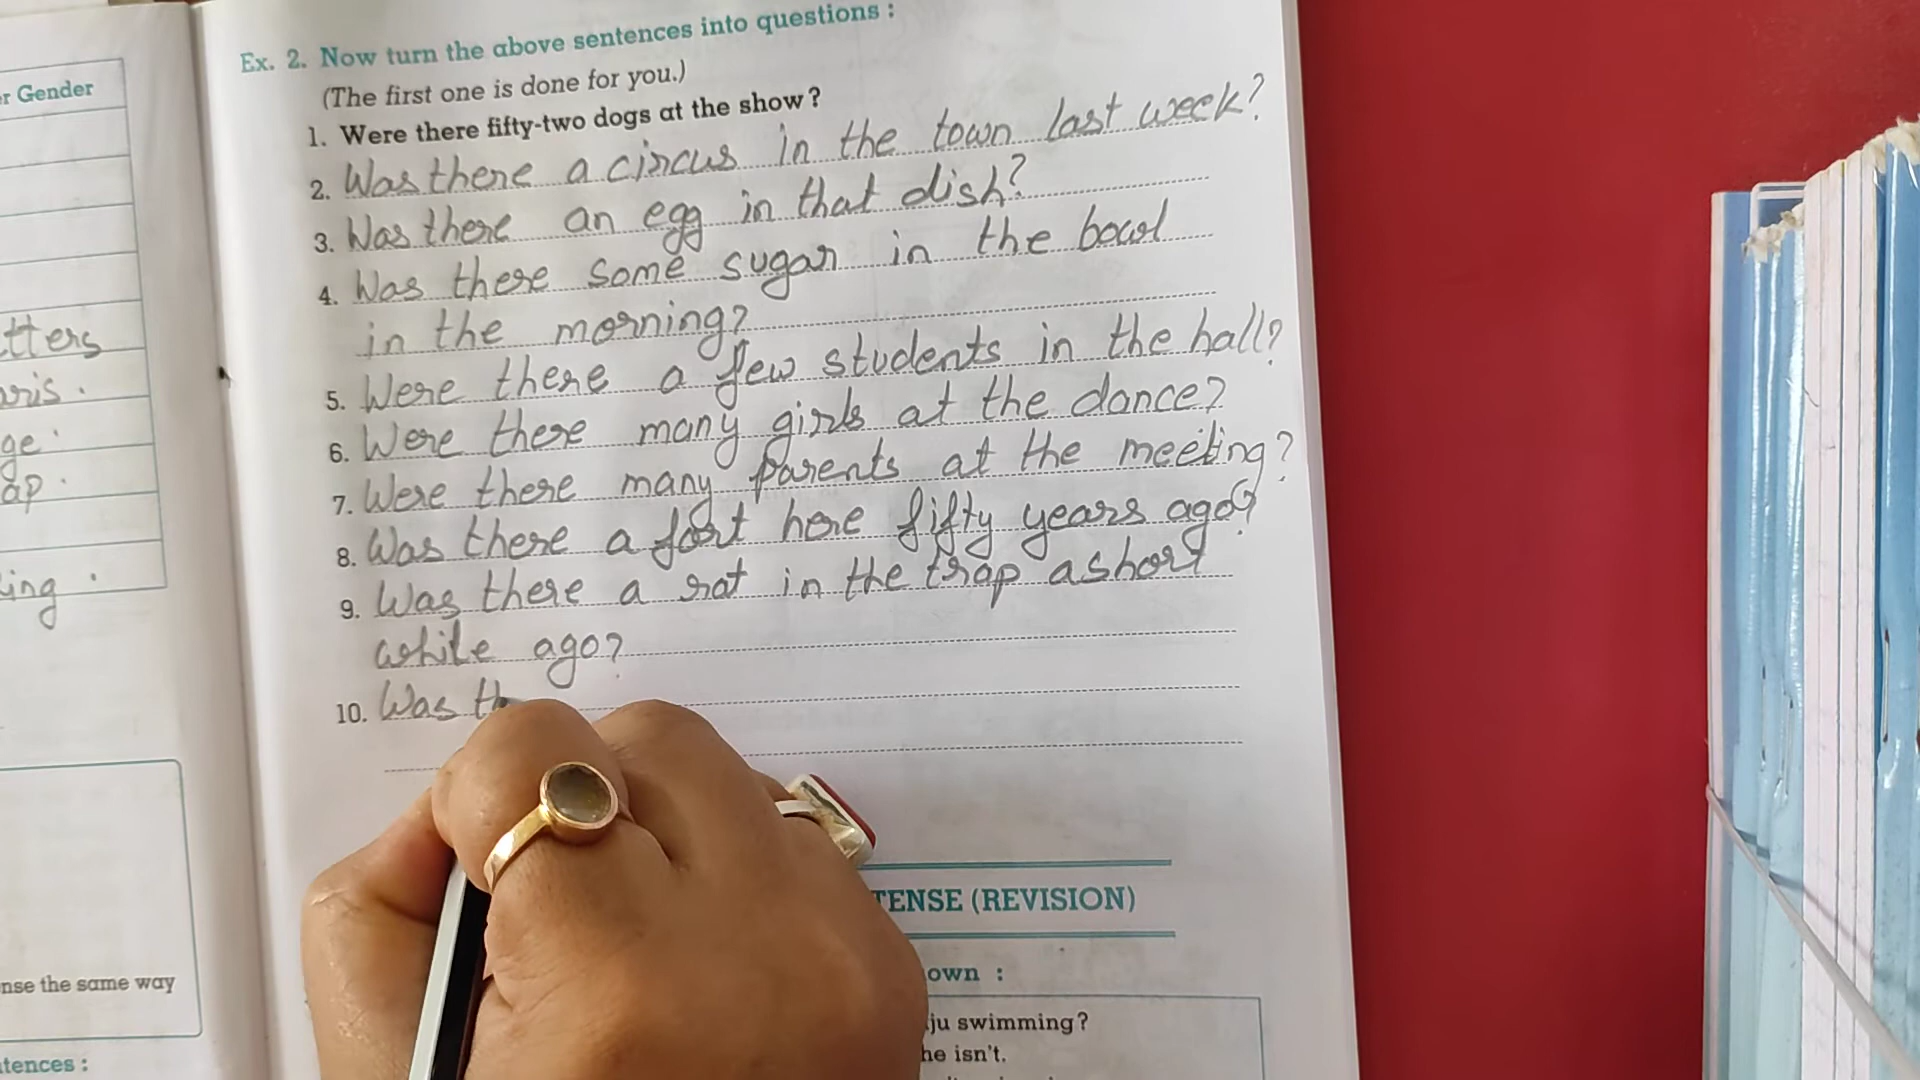 r Gender
tters
ge.
ap.
ing.
nse the same way
tences :
Ex. 2. Now turn the above sentences into questions :
(The first one is done for you.)
1. Were there fifty-two dogs at the show?
2. Was there a circus in the town last week?
3. Was there an egg in that dish?
4. Was there some sugar in the bowl
in the morning?
5. Were there a few students in the hall?
6. Were there many girls at the dance?
7. Were there many parents at the meeting?
8. Was there a fort here fifty years ago?
9. Was there a rat in the trap a short
while ago?
10. Was th
TENSE (REVISION)
own :
ju swimming?
he isn't.